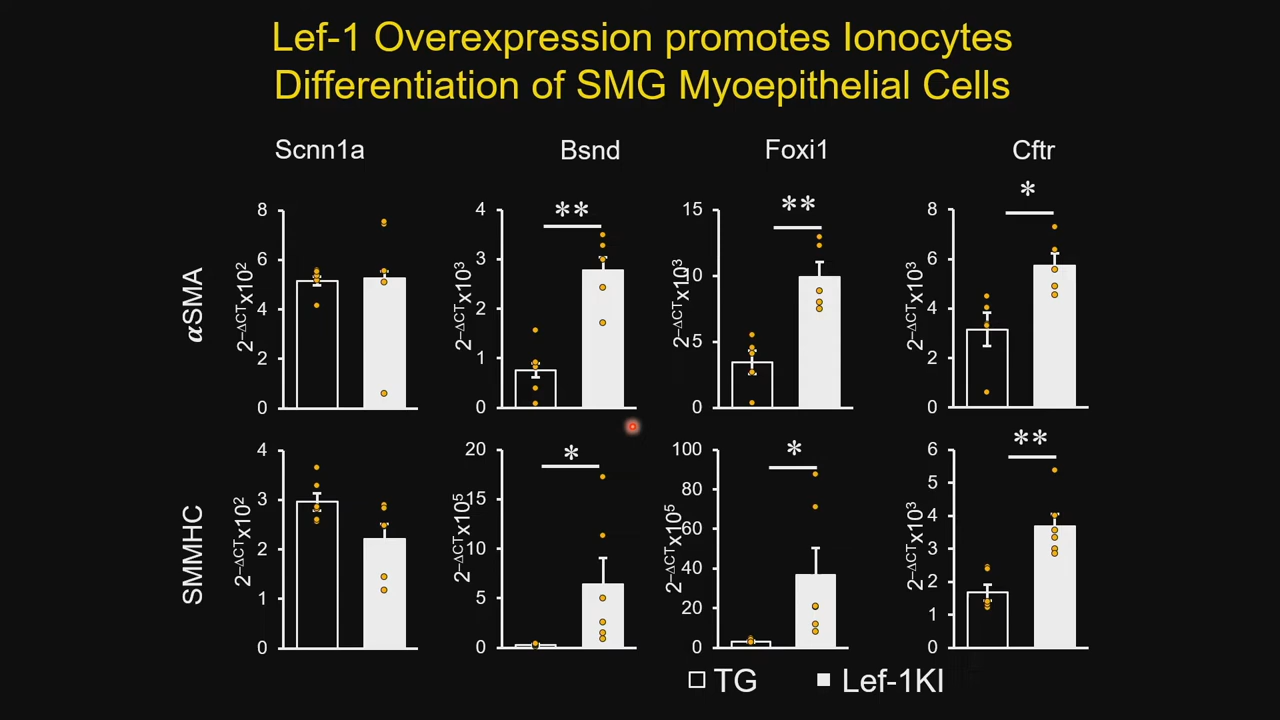 Lef-1 Overexpression promotes Ionocytes
Differentiation of SMG Myoepithelial Cells
Scnn1a
Bsnd
Foxi1
Cftr
αSMA
2^–ΔCTx10²
8
6
4
2
0
2^–ΔCTx10³
4
3
2
1
0
**
2^–ΔCTx10³
15
10
5
0
**
2^–ΔCTx10³
8
6
4
2
0
*
SMMHC
2^–ΔCTx10²
4
3
2
1
0
2^–ΔCTx10⁵
20
15
10
5
0
*
2^–ΔCTx10⁵
100
80
60
40
20
0
*
2^–ΔCTx10³
6
5
4
3
2
1
0
**
TG
Lef-1KI